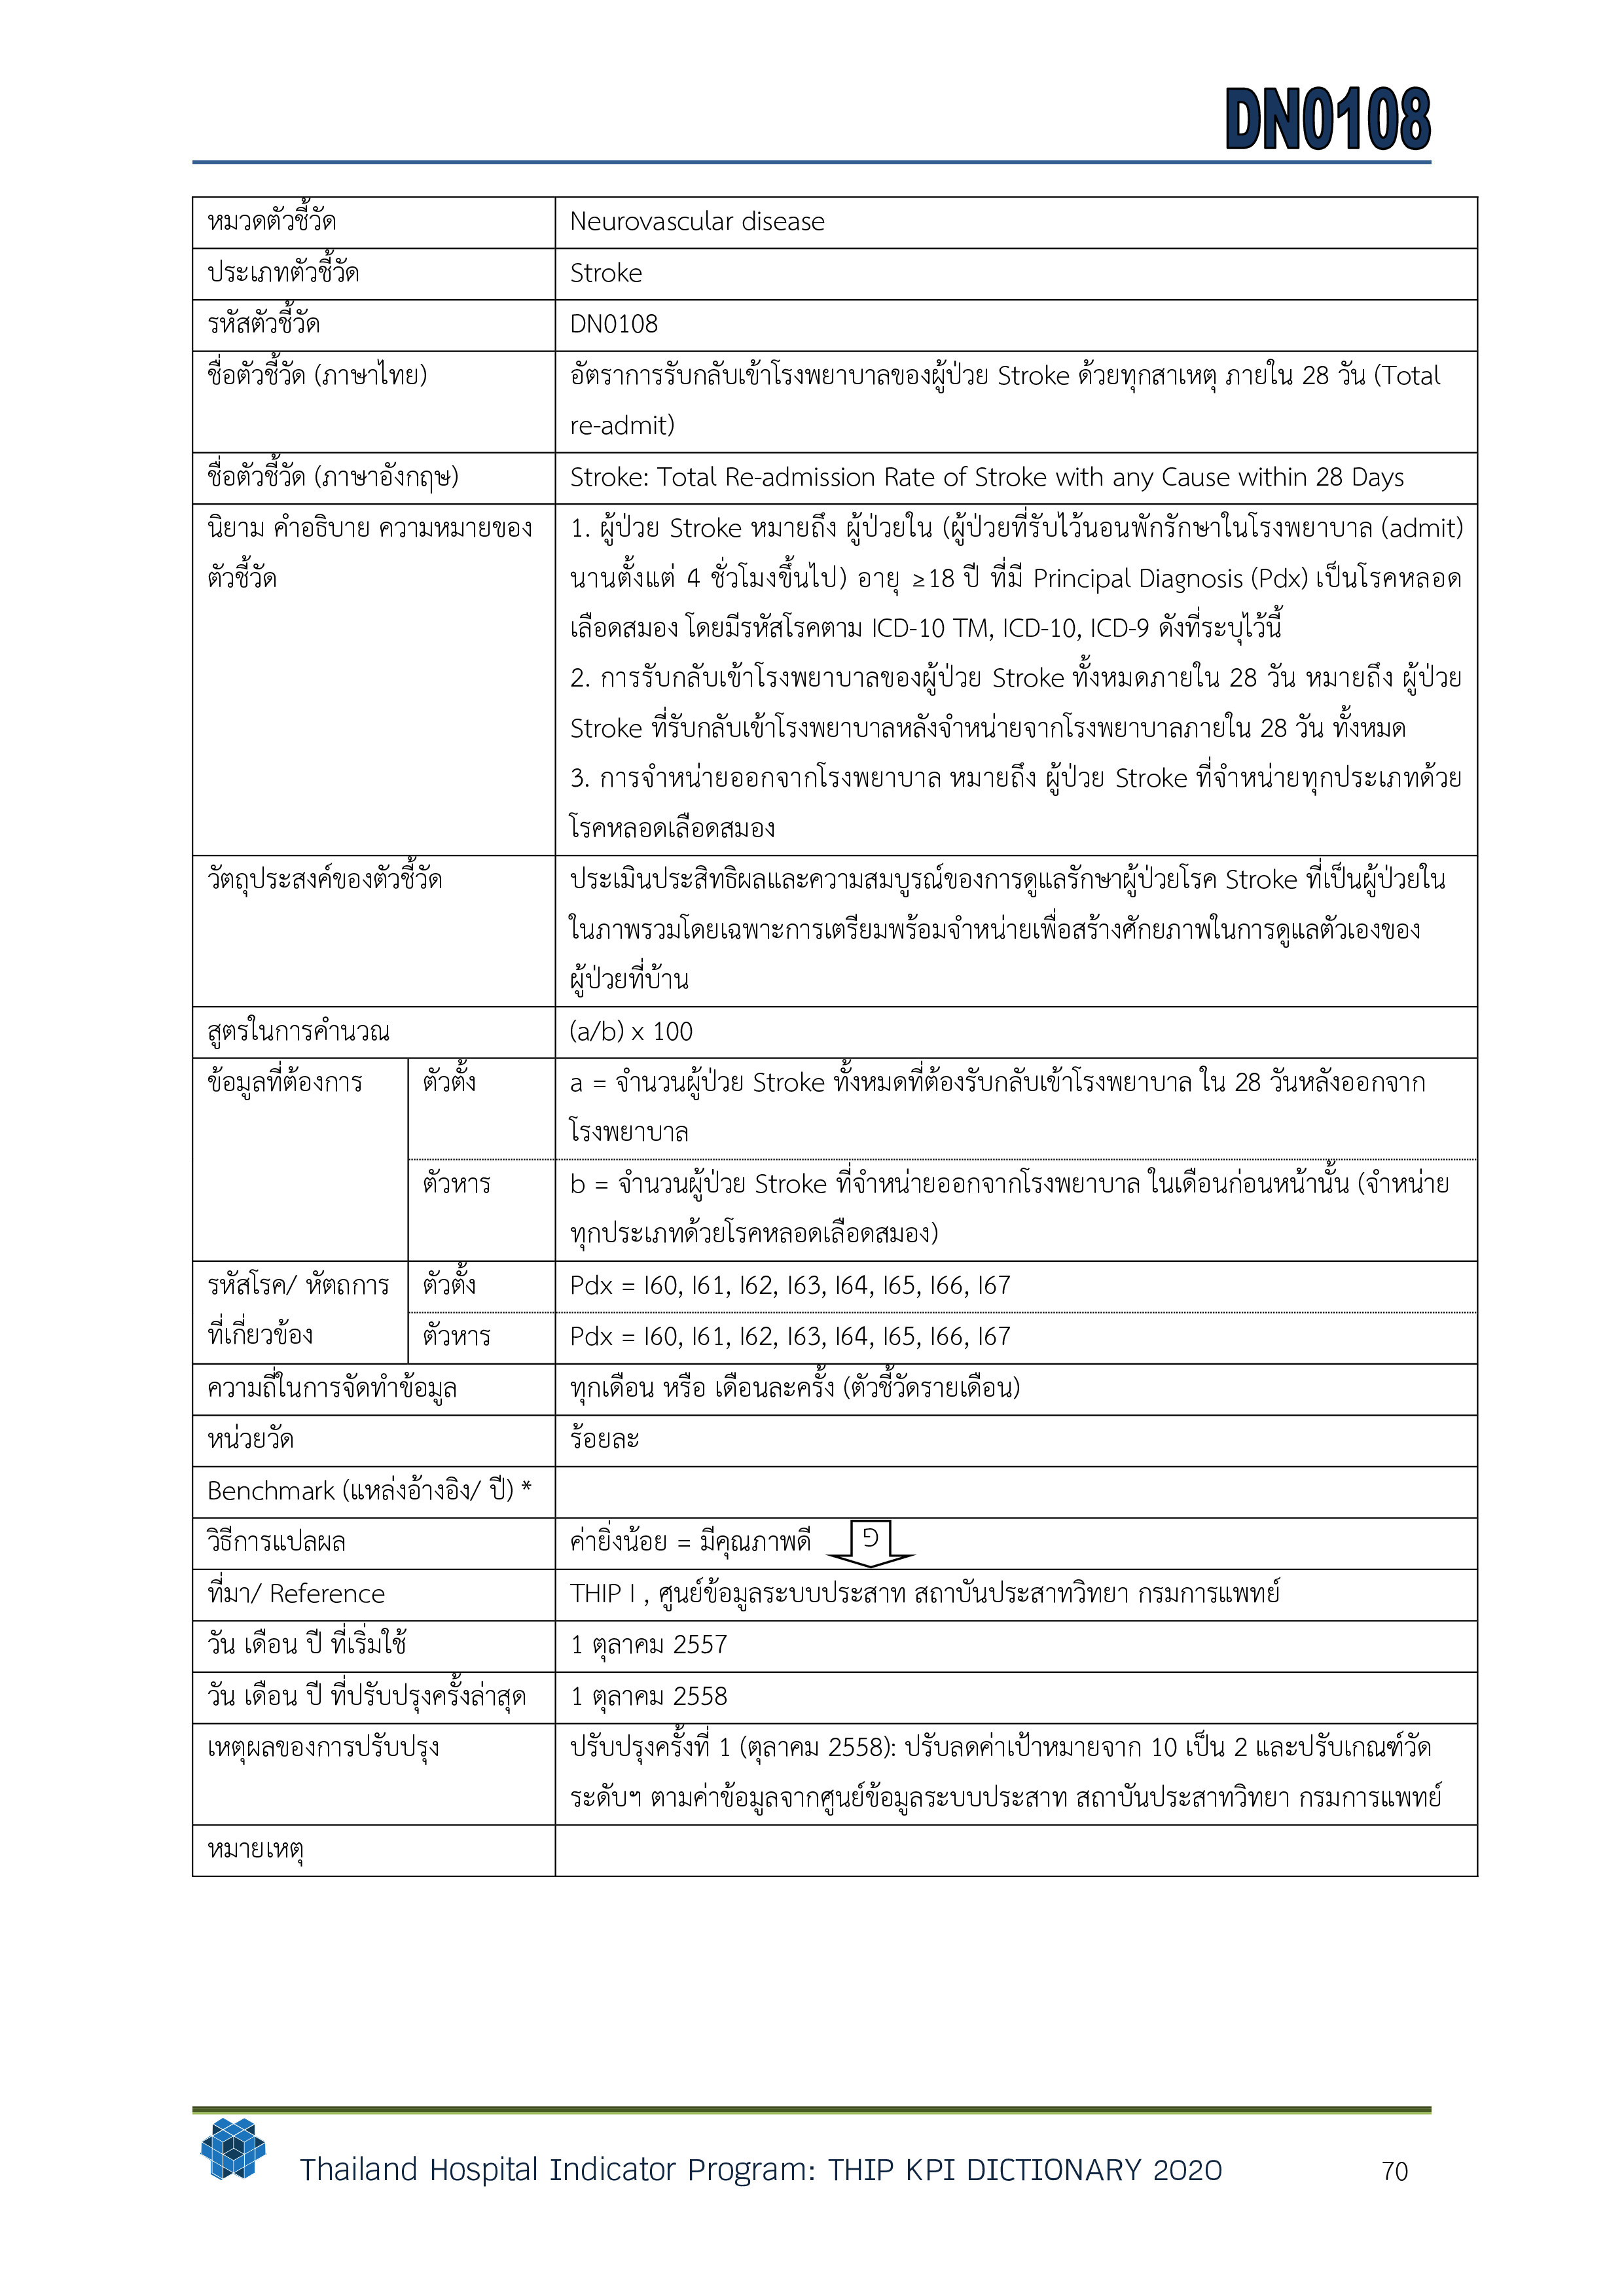 DN0108
หมวดตัวชี้วัด
Neurovascular disease
ประเภทตัวชี้วัด
Stroke
รหัสตัวชี้วัด
DN0108
ชื่อตัวชี้วัด (ภาษาไทย)
อัตราการรับกลับเข้าโรงพยาบาลของผู้ป่วย Stroke ด้วยทุกสาเหตุ ภายใน 28 วัน (Total
re-admit)
ชื่อตัวชี้วัด (ภาษาอังกฤษ)
Stroke: Total Re-admission Rate of Stroke with any Cause within 28 Days
นิยาม คำอธิบาย ความหมายของ
ตัวชี้วัด
1. ผู้ป่วย Stroke หมายถึง ผู้ป่วยใน (ผู้ป่วยที่รับไว้นอนพักรักษาในโรงพยาบาล (admit)
นานตั้งแต่ 4 ชั่วโมงขึ้นไป) อายุ ≥18 ปี ที่มี Principal Diagnosis (Pdx) เป็นโรคหลอด
เลือดสมอง โดยมีรหัสโรคตาม ICD-10 TM, ICD-10, ICD-9 ดังที่ระบุไว้นี้
2. การรับกลับเข้าโรงพยาบาลของผู้ป่วย Stroke ทั้งหมดภายใน 28 วัน หมายถึง ผู้ป่วย
Stroke ที่รับกลับเข้าโรงพยาบาลหลังจำหน่ายจากโรงพยาบาลภายใน 28 วัน ทั้งหมด
3. การจำหน่ายออกจากโรงพยาบาล หมายถึง ผู้ป่วย Stroke ที่จำหน่ายทุกประเภทด้วย
โรคหลอดเลือดสมอง
วัตถุประสงค์ของตัวชี้วัด
ประเมินประสิทธิผลและความสมบูรณ์ของการดูแลรักษาผู้ป่วยโรค Stroke ที่เป็นผู้ป่วยใน
ในภาพรวมโดยเฉพาะการเตรียมพร้อมจำหน่ายเพื่อสร้างศักยภาพในการดูแลตัวเองของ
ผู้ป่วยที่บ้าน
สูตรในการคำนวณ
(a/b) x 100
ข้อมูลที่ต้องการ
ตัวตั้ง
a = จำนวนผู้ป่วย Stroke ทั้งหมดที่ต้องรับกลับเข้าโรงพยาบาล ใน 28 วันหลังออกจาก
โรงพยาบาล
ตัวหาร
b = จำนวนผู้ป่วย Stroke ที่จำหน่ายออกจากโรงพยาบาล ในเดือนก่อนหน้านั้น (จำหน่าย
ทุกประเภทด้วยโรคหลอดเลือดสมอง)
รหัสโรค/ หัตถการ
ที่เกี่ยวข้อง
ตัวตั้ง
Pdx = I60, I61, I62, I63, I64, I65, I66, I67
ตัวหาร
Pdx = I60, I61, I62, I63, I64, I65, I66, I67
ความถี่ในการจัดทำข้อมูล
ทุกเดือน หรือ เดือนละครั้ง (ตัวชี้วัดรายเดือน)
หน่วยวัด
ร้อยละ
Benchmark (แหล่งอ้างอิง/ ปี) *
วิธีการแปลผล
ค่ายิ่งน้อย = มีคุณภาพดี
ที่มา/ Reference
THIP I , ศูนย์ข้อมูลระบบประสาท สถาบันประสาทวิทยา กรมการแพทย์
วัน เดือน ปี ที่เริ่มใช้
1 ตุลาคม 2557
วัน เดือน ปี ที่ปรับปรุงครั้งล่าสุด
1 ตุลาคม 2558
เหตุผลของการปรับปรุง
ปรับปรุงครั้งที่ 1 (ตุลาคม 2558): ปรับลดค่าเป้าหมายจาก 10 เป็น 2 และปรับเกณฑ์วัด
ระดับฯ ตามค่าข้อมูลจากศูนย์ข้อมูลระบบประสาท สถาบันประสาทวิทยา กรมการแพทย์
หมายเหตุ
Thailand Hospital Indicator Program: THIP KPI DICTIONARY 2020
70